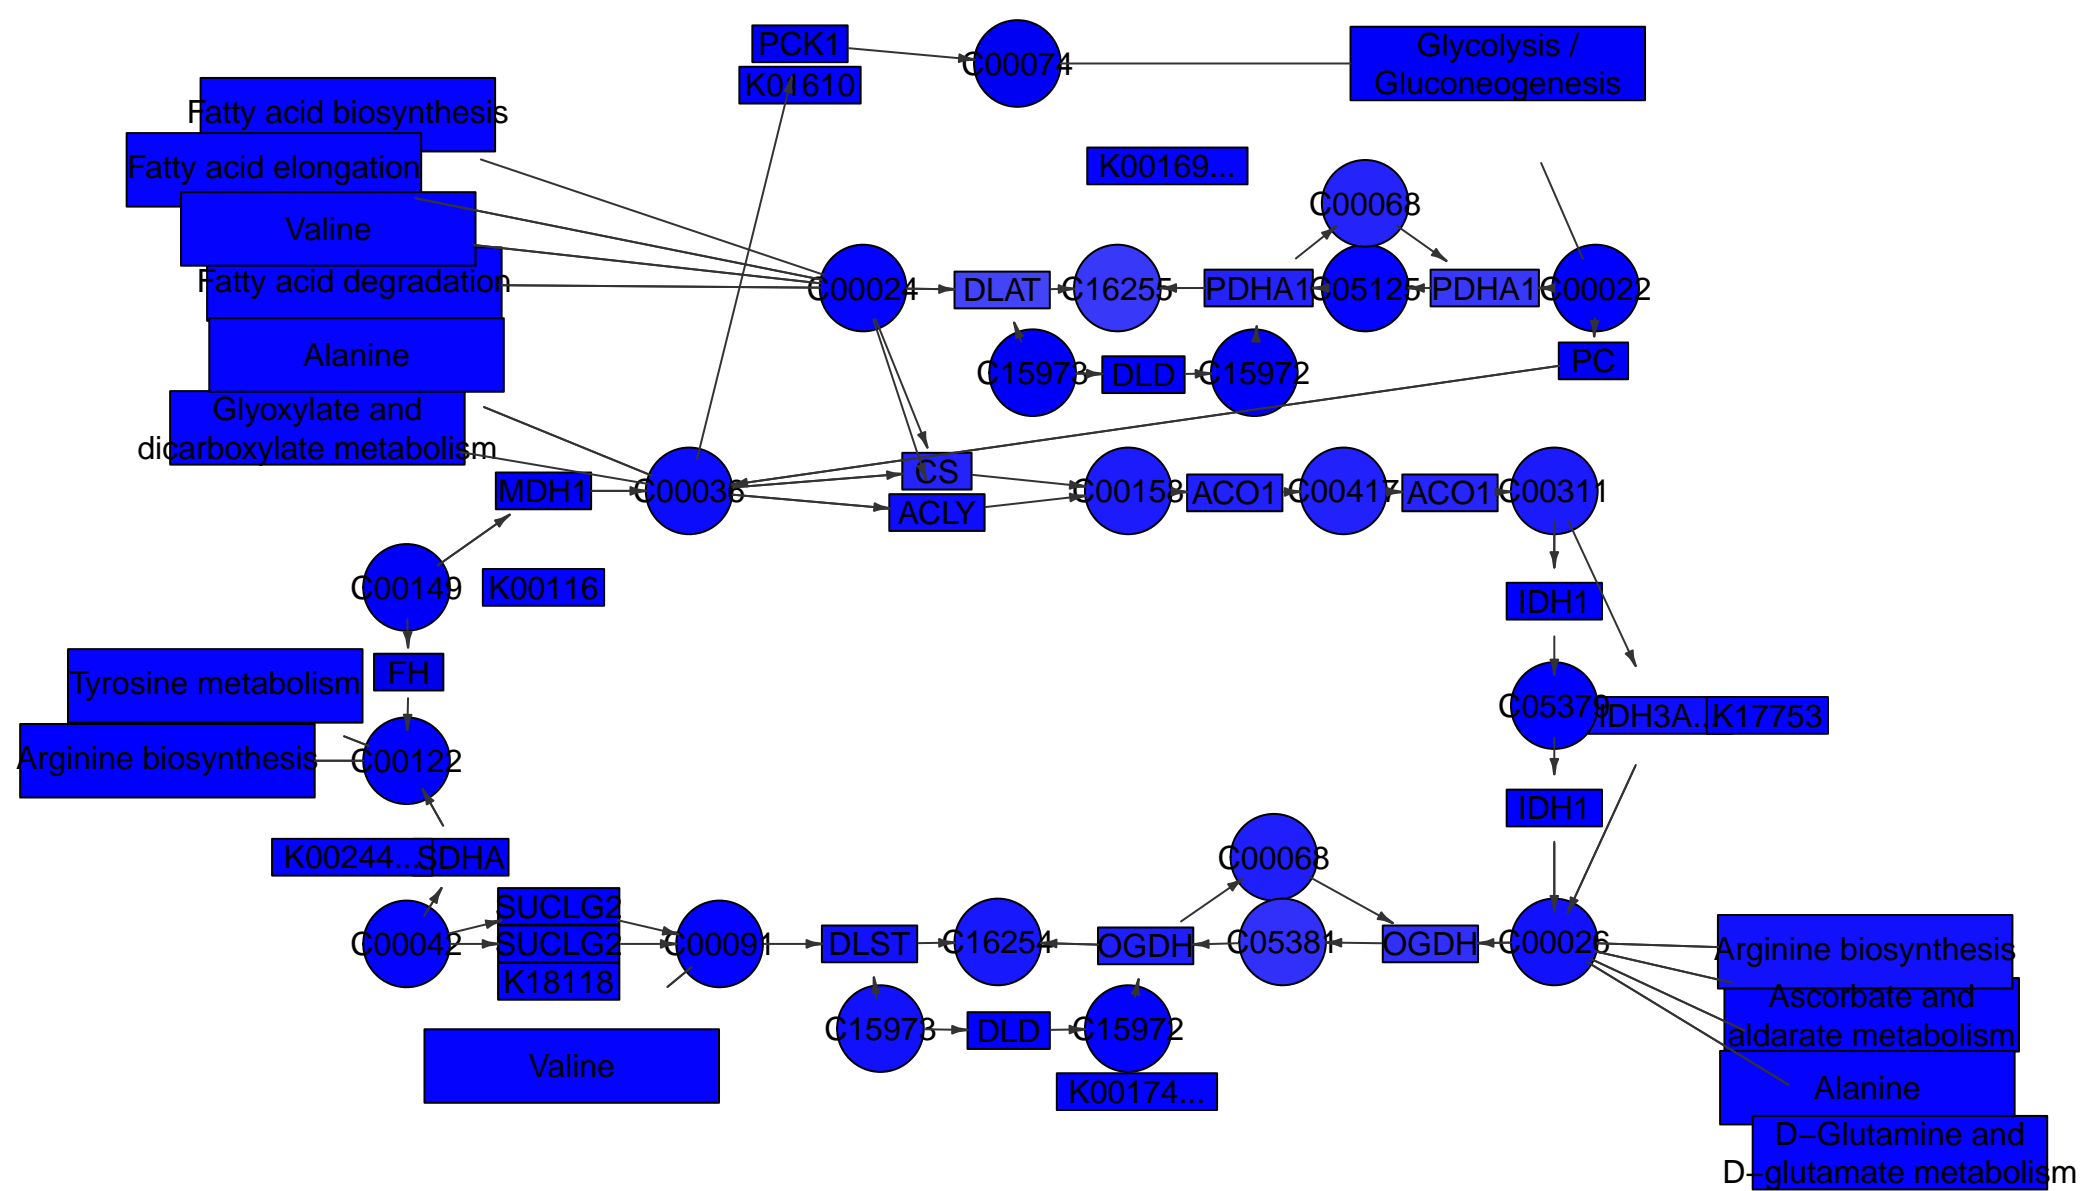 PCK1
C00074
Glycolysis /
Gluconeogenesis
K01610
Fatty acid biosynthesis
Fatty acid elongation
K00169...
C00068
Valine
Fatty acid degradation
C00024
DLAT
C16255
PDHA1
C05125
PDHA1
C00022
Alanine
C15973
DLD
C15972
PC
Glyoxylate and
dicarboxylate metabolism
MDH1
C00036
CS
ACLY
C00158
ACO1
C00417
ACO1
C00311
C00149
K00116
IDH1
Tyrosine metabolism
FH
C05379
IDH3A...
K17753
Arginine biosynthesis
C00122
IDH1
K00244...
SDHA
C00068
SUCLG2
C00042
SUCLG2
C00091
DLST
C16254
OGDH
C05381
OGDH
C00026
Arginine biosynthesis
K18118
Ascorbate and
aldarate metabolism
C15973
DLD
C15972
Valine
K00174...
Alanine
D–Glutamine and
D–glutamate metabolism